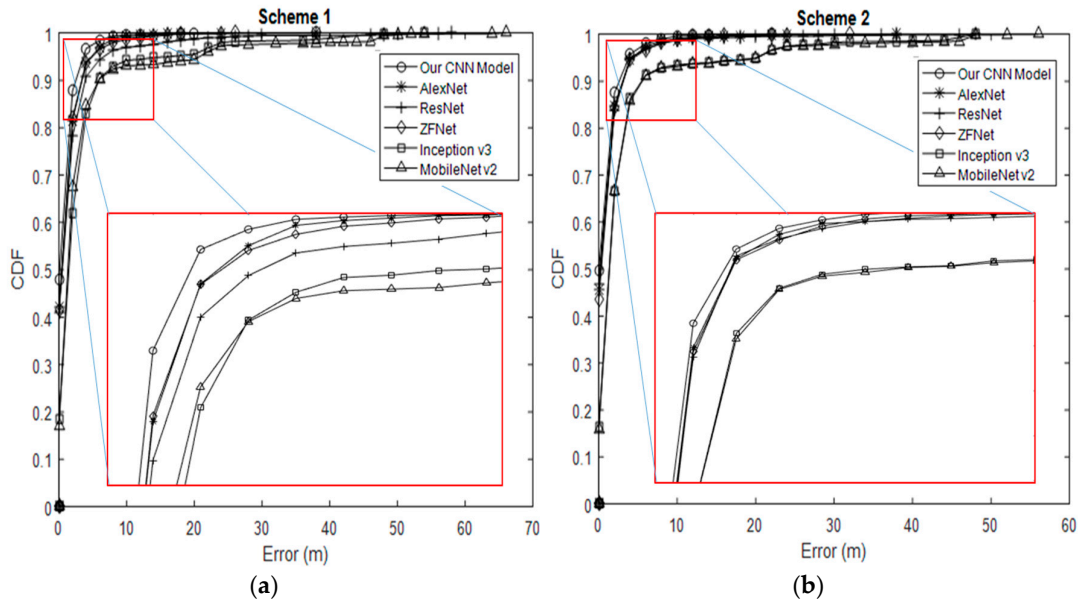 Scheme 1
1
0.9
0.8
0.7
0.6
0.5
0.4
0.3
0.2
0.1
0
CDF
0 10 20 30 40 50 60 70
Error (m)
Our CNN Model
AlexNet
ResNet
ZFNet
Inception v3
MobileNet v2
(a)
Scheme 2
1
0.9
0.8
0.7
0.6
0.5
0.4
0.3
0.2
0.1
0
CDF
0 10 20 30 40 50 60
Error (m)
Our CNN Model
AlexNet
ResNet
ZFNet
Inception v3
MobileNet v2
(b)